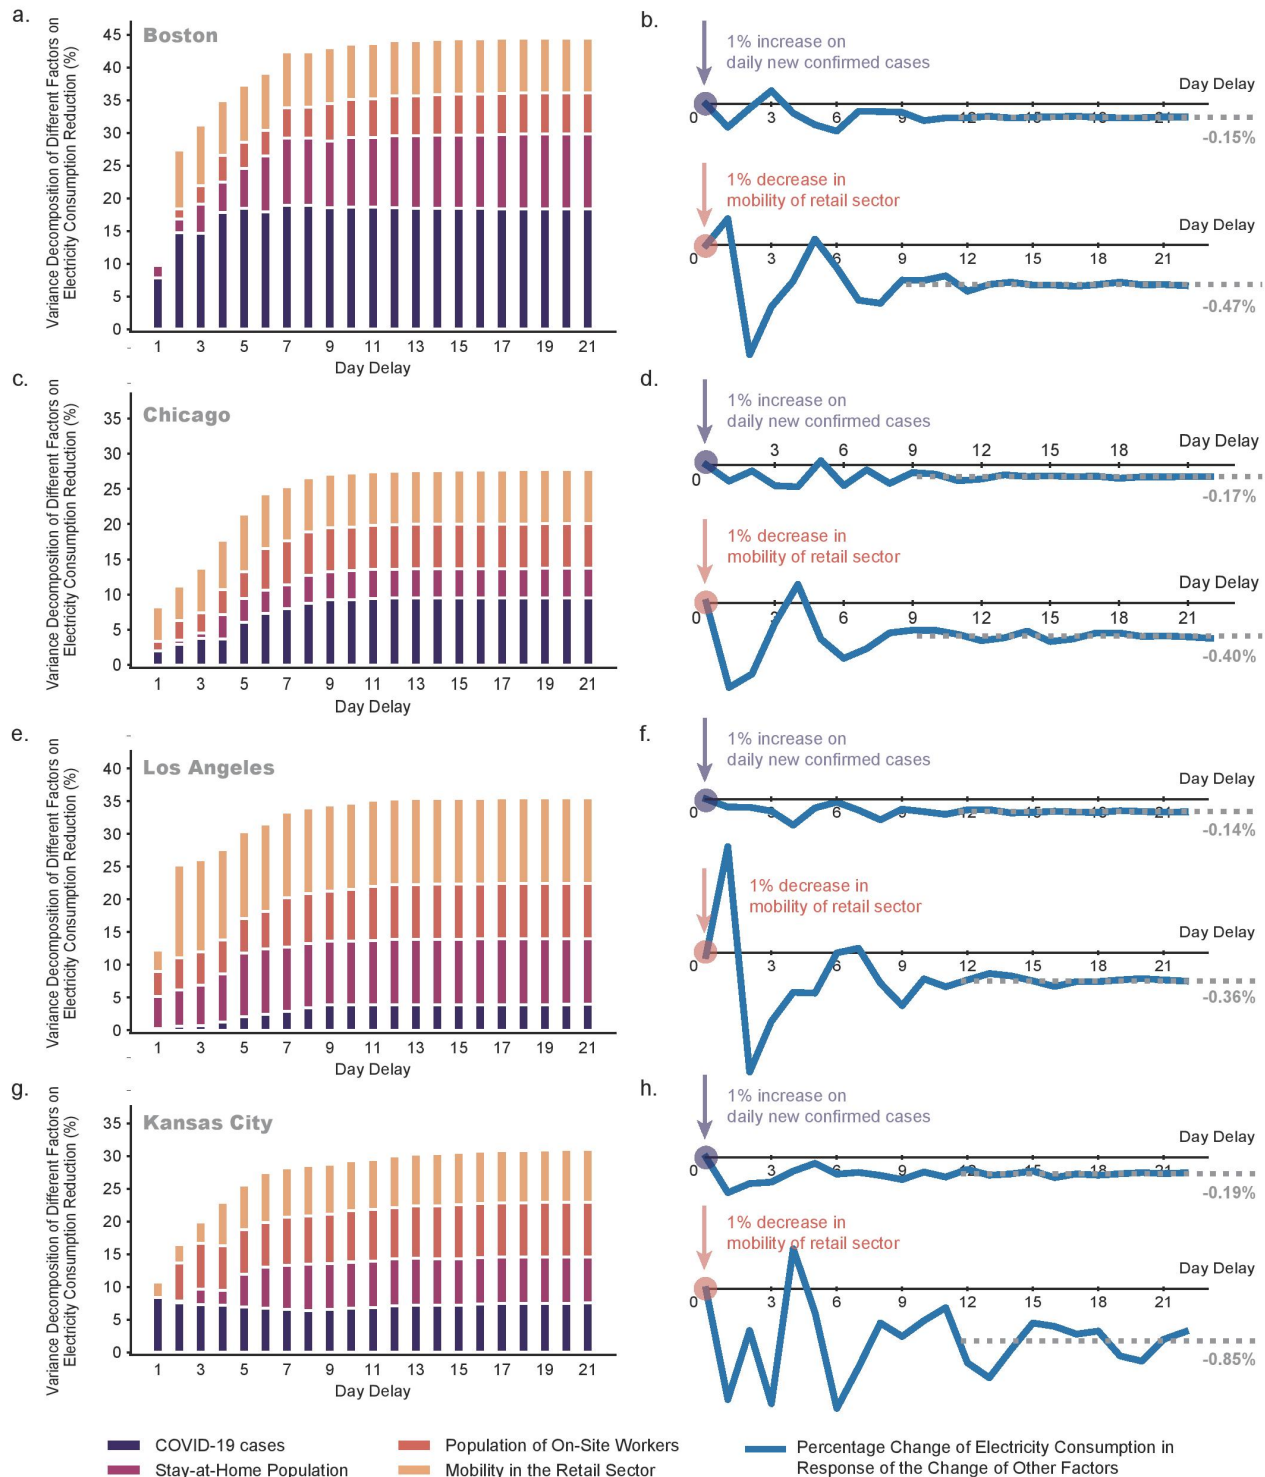 a.
Variance Decomposition of Different Factors on
Electricity Consumption Reduction (%)
Boston
45
40
35
30
25
20
15
10
5
0
1 3 5 7 9 11 13 15 17 19 21
Day Delay
b.
1% increase on
daily new confirmed cases
Day Delay
0 3 6 9 12 15 18 21
-0.15%
1% decrease in
mobility of retail sector
Day Delay
0 3 6 9 12 15 18 21
-0.47%
c.
Variance Decomposition of Different Factors on
Electricity Consumption Reduction (%)
Chicago
35
30
25
20
15
10
5
0
1 3 5 7 9 11 13 15 17 19 21
Day Delay
d.
1% increase on
daily new confirmed cases
Day Delay
0 3 6 9 12 15 18
-0.17%
1% decrease in
mobility of retail sector
Day Delay
0 3 6 9 12 15 18 21
-0.40%
e.
Variance Decomposition of Different Factors on
Electricity Consumption Reduction (%)
Los Angeles
40
35
30
25
20
15
10
5
0
1 3 5 7 9 11 13 15 17 19 21
Day Delay
f.
1% increase on
daily new confirmed cases
Day Delay
0 3 6 9 12 15 18 21
-0.14%
1% decrease in
mobility of retail sector
Day Delay
0 3 6 9 12 15 18 21
-0.36%
g.
Variance Decomposition of Different Factors on
Electricity Consumption Reduction (%)
Kansas City
35
30
25
20
15
10
5
0
1 3 5 7 9 11 13 15 17 19 21
Day Delay
h.
1% increase on
daily new confirmed cases
Day Delay
0 3 6 9 12 15 18 21
-0.19%
1% decrease in
mobility of retail sector
Day Delay
0 3 6 9 12 15 18 21
-0.85%
COVID-19 cases
Stay-at-Home Population
Population of On-Site Workers
Mobility in the Retail Sector
Percentage Change of Electricity Consumption in
Response of the Change of Other Factors